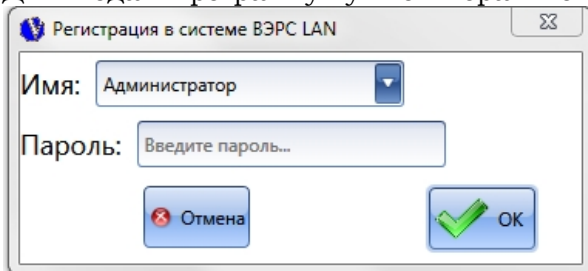 Регистрация в системе ВЭРС LAN
Имя: Администратор
Пароль: Введите пароль...
Отмена OK